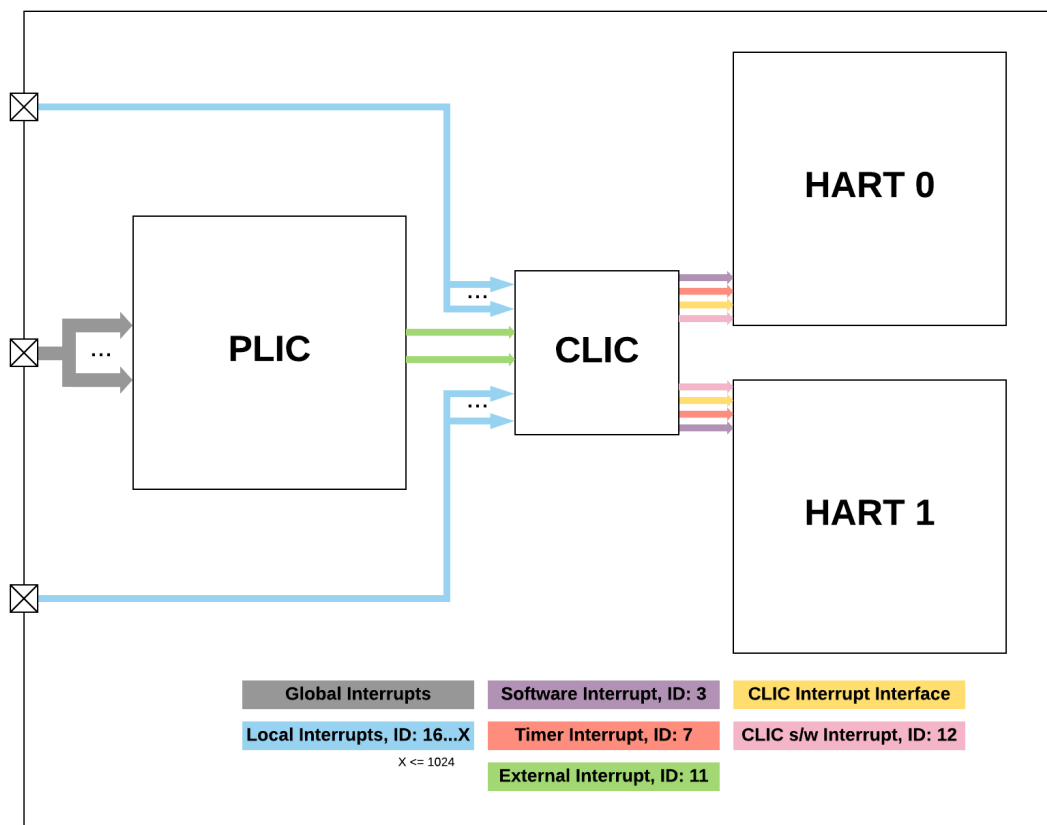 HART 0
...
PLIC
...
CLIC
...
HART 1
Global Interrupts
Software Interrupt, ID: 3
CLIC Interrupt Interface
Local Interrupts, ID: 16...X
Timer Interrupt, ID: 7
CLIC s/w Interrupt, ID: 12
X <= 1024
External Interrupt, ID: 11